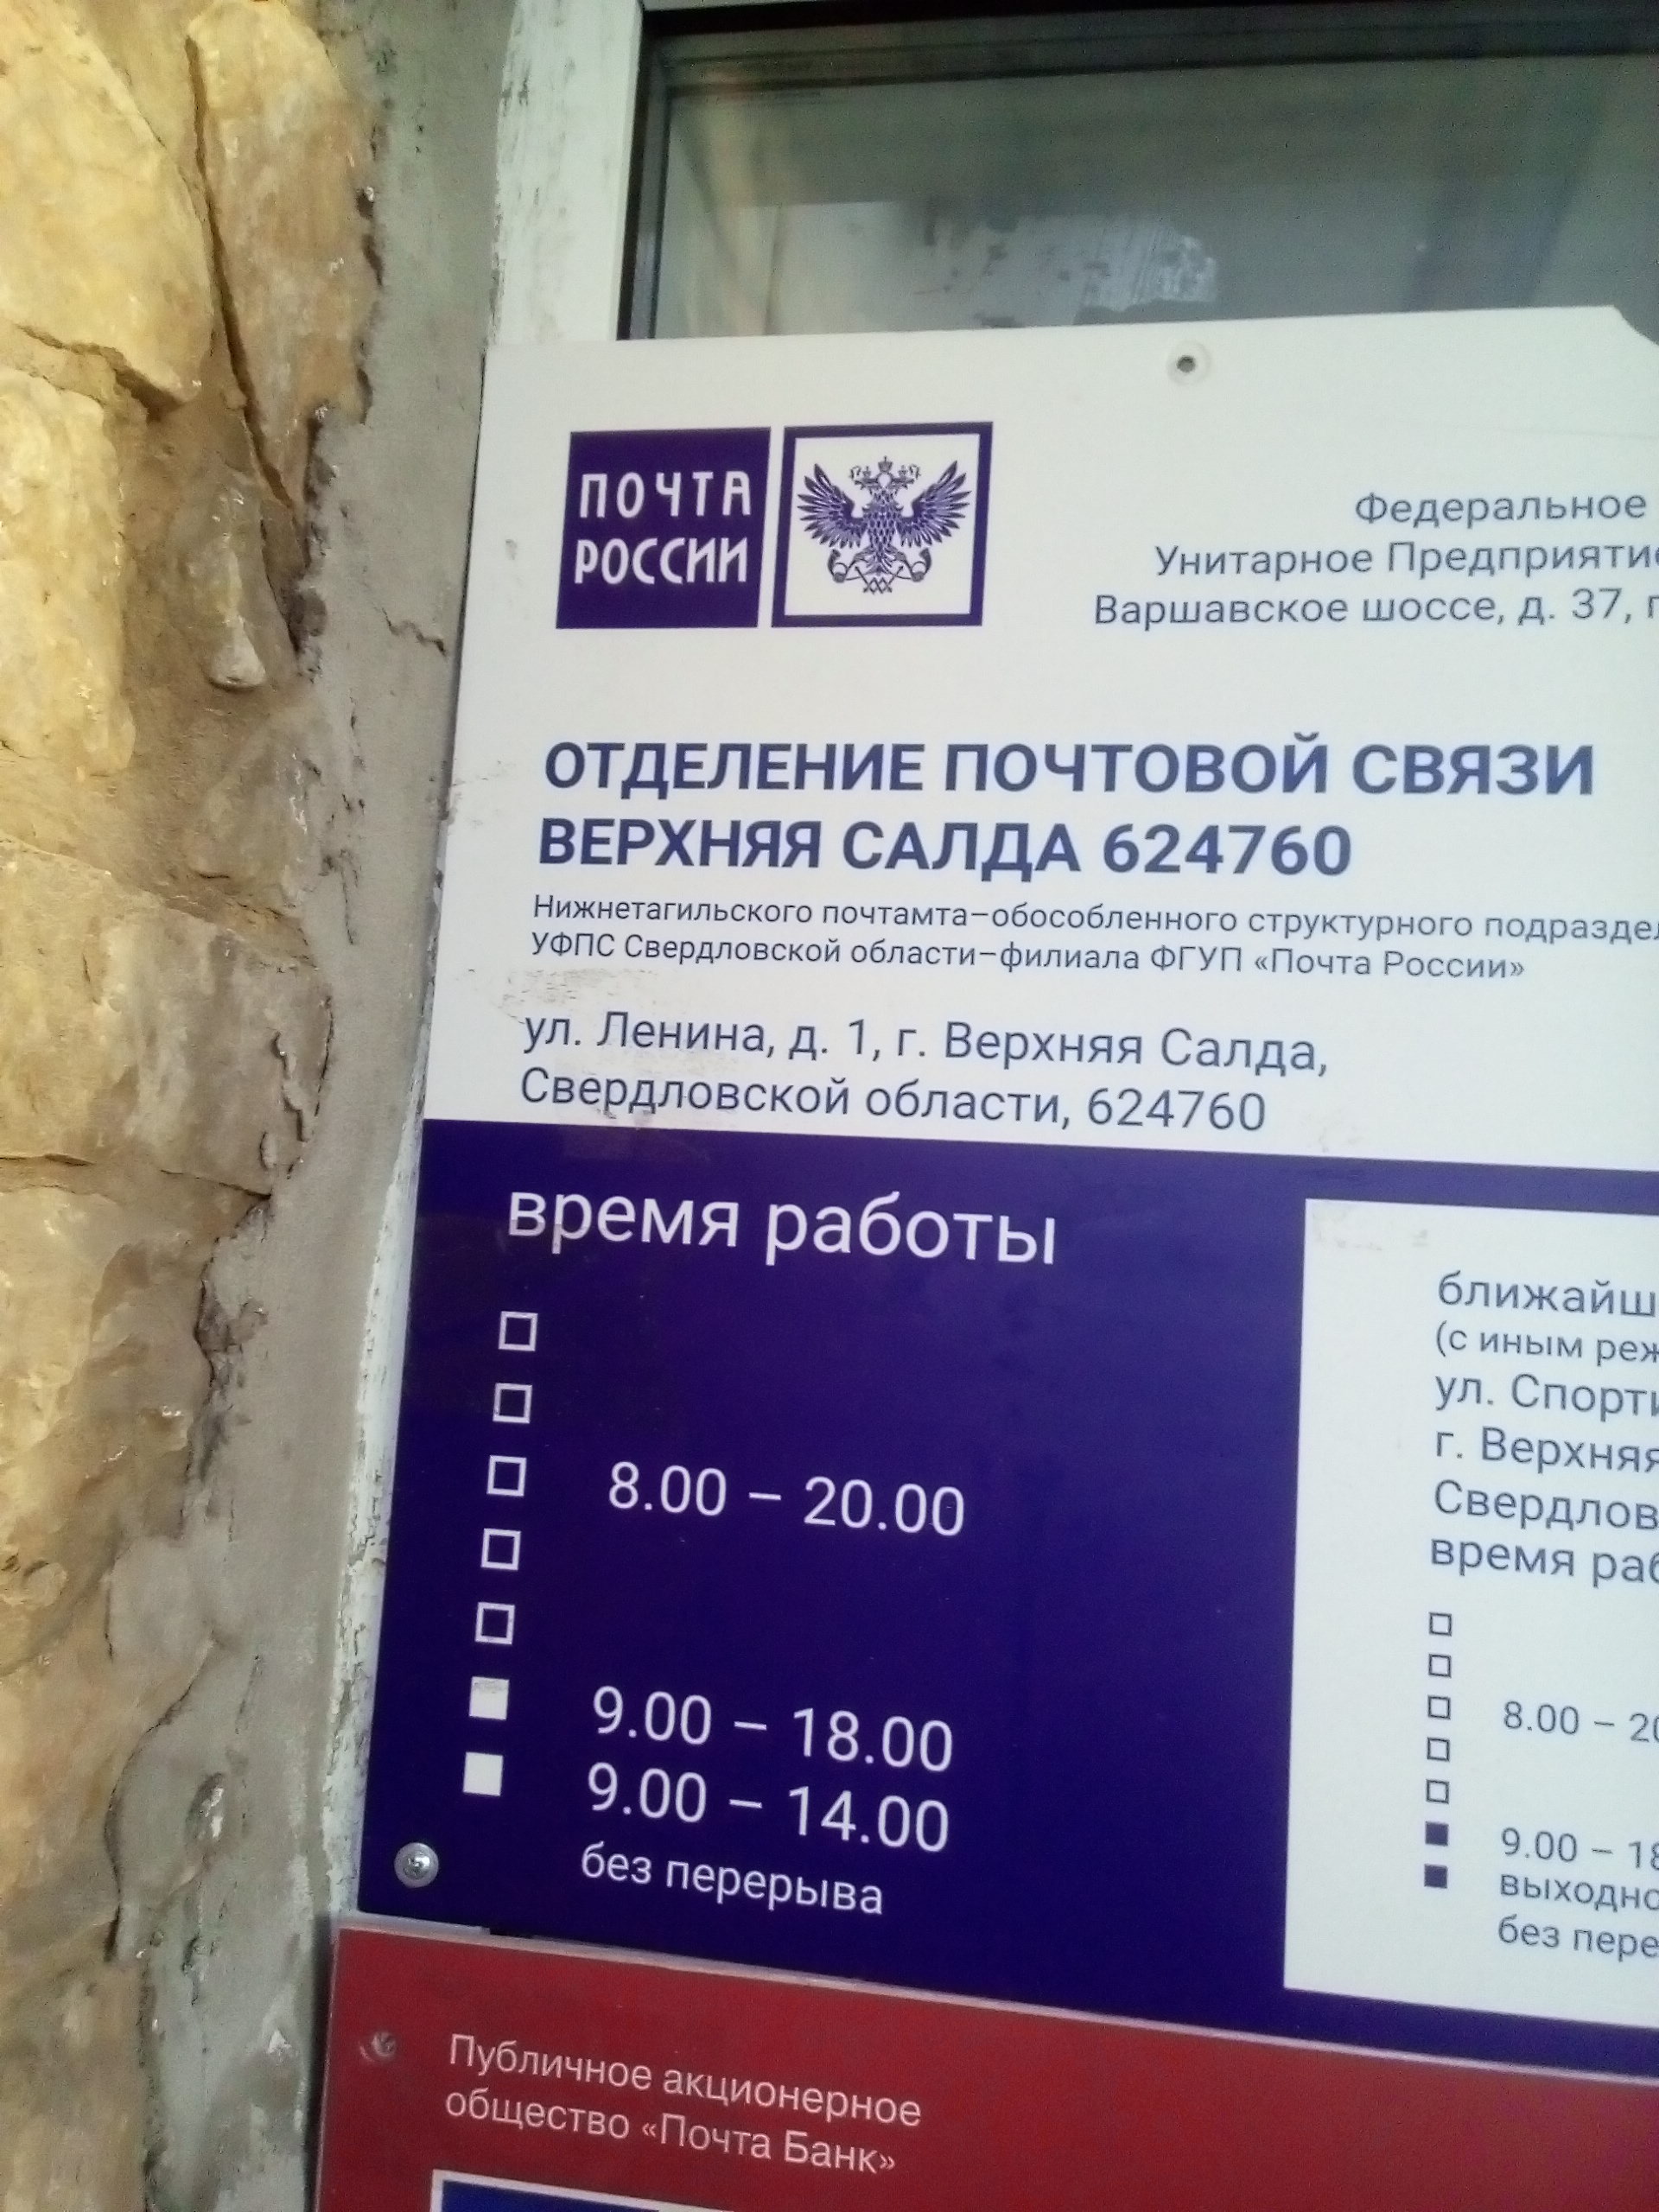 ПОЧТА
РОССИИ
Федеральное
Унитарное Предприятие
Варшавское шоссе, д. 37,
ОТДЕЛЕНИЕ ПОЧТОВОЙ СВЯЗИ
ВЕРХНЯЯ САЛДА 624760
Нижнетагильского почтамта–обособленного структурного
УФПС Свердловской области–филиала ФГУП «Почта России»
ул. Ленина, д. 1, г. Верхняя Салда,
Свердловской области, 624760
время работы
8.00 – 20.00
9.00 – 18.00
9.00 – 14.00
без перерыва
(с иным
ул.
г. Верхняя
время
8.00 –
9.00 –
без
Публичное акционерное
общество «Почта Банк»